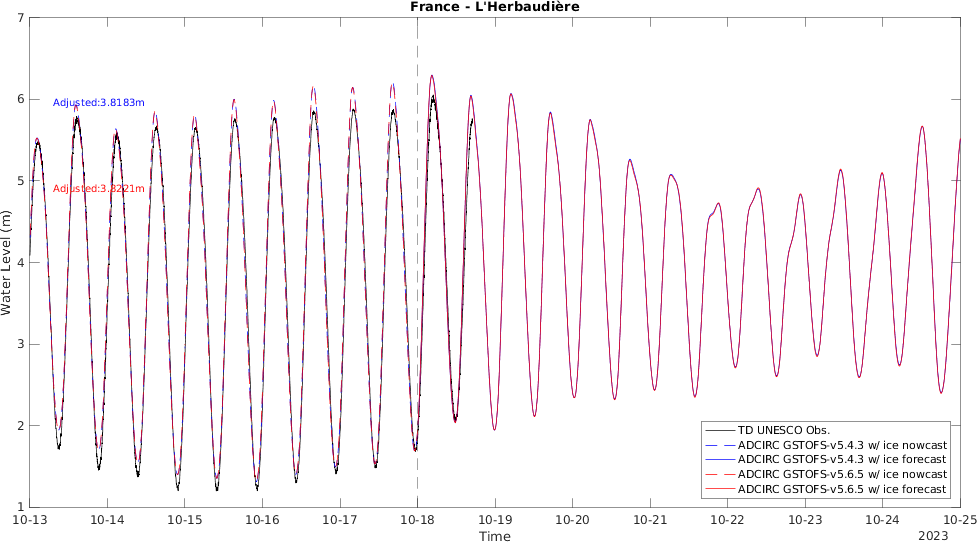 France - L'Herbaudière
7
6
5
4
3
2
1
Water Level (m)
Adjusted:3.8183m
Adjusted:3.8221m
TD UNESCO Obs.
ADCIRC GSTOFS-v5.4.3 w/ ice nowcast
ADCIRC GSTOFS-v5.4.3 w/ ice forecast
ADCIRC GSTOFS-v5.6.5 w/ ice nowcast
ADCIRC GSTOFS-v5.6.5 w/ ice forecast
10-13 10-14 10-15 10-16 10-17 10-18 10-19 10-20 10-21 10-22 10-23 10-24 10-25
Time
2023